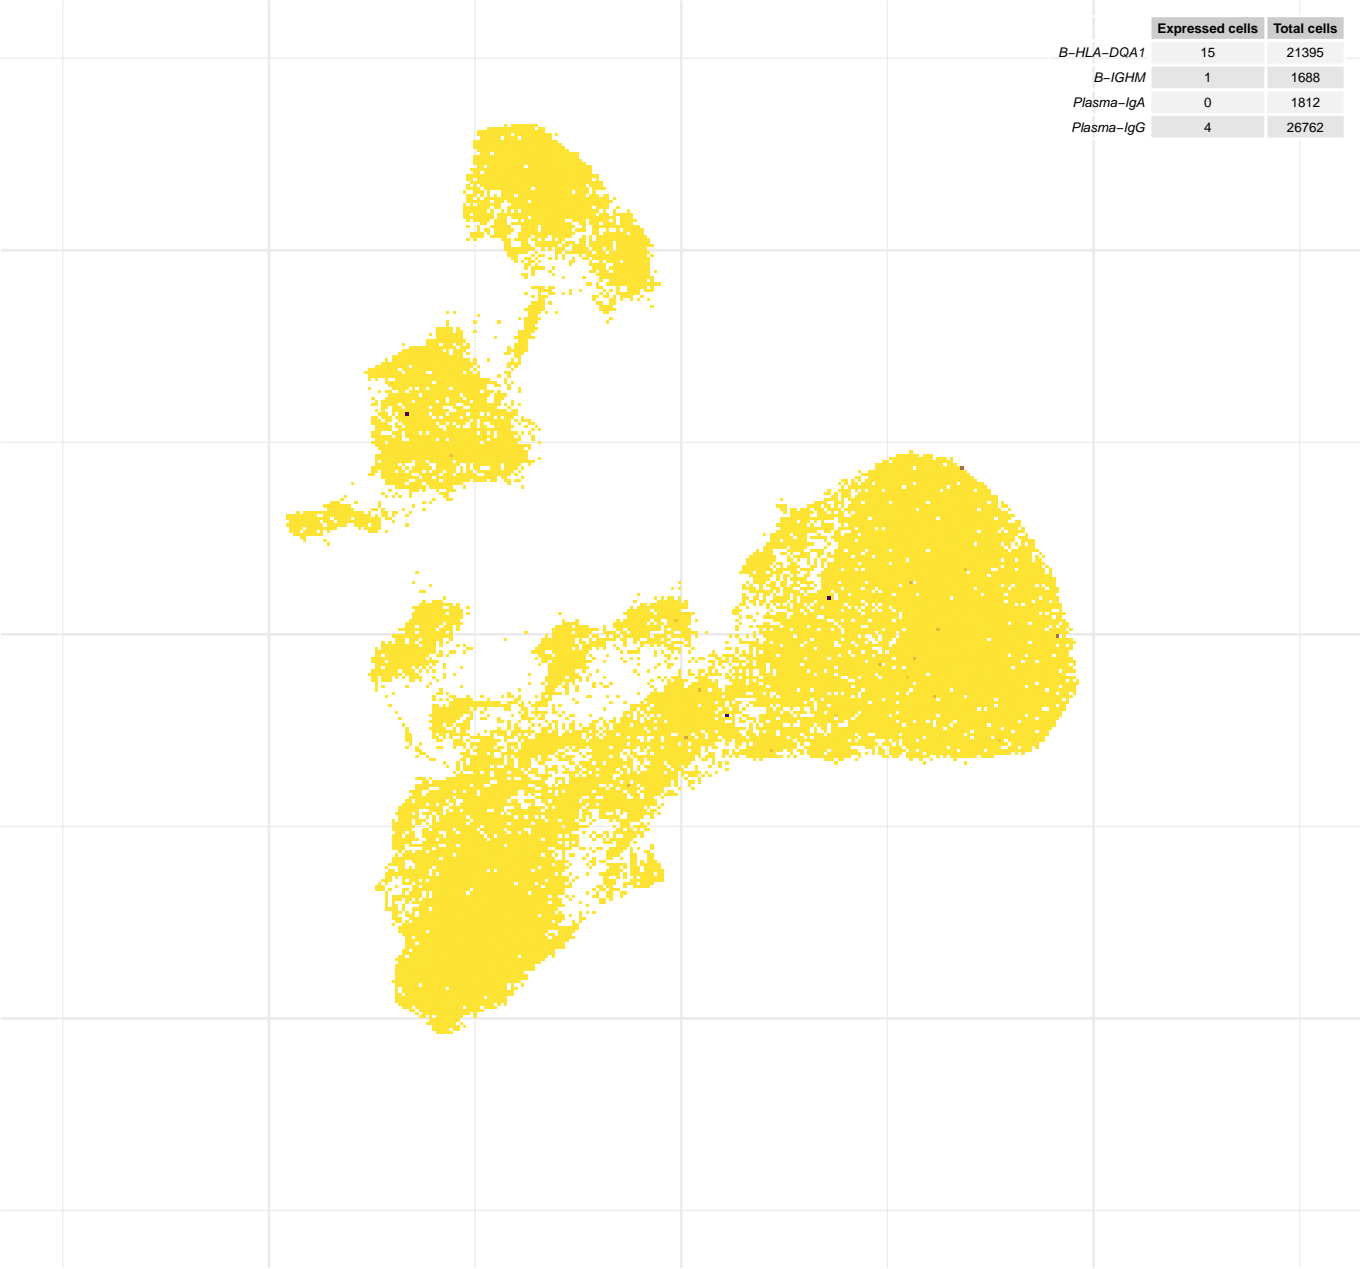 Expressed cells Total cells
B−HLA−DQA1 15 21395
B−IGHM 1 1688
Plasma−IgA 0 1812
Plasma−IgG 4 26762